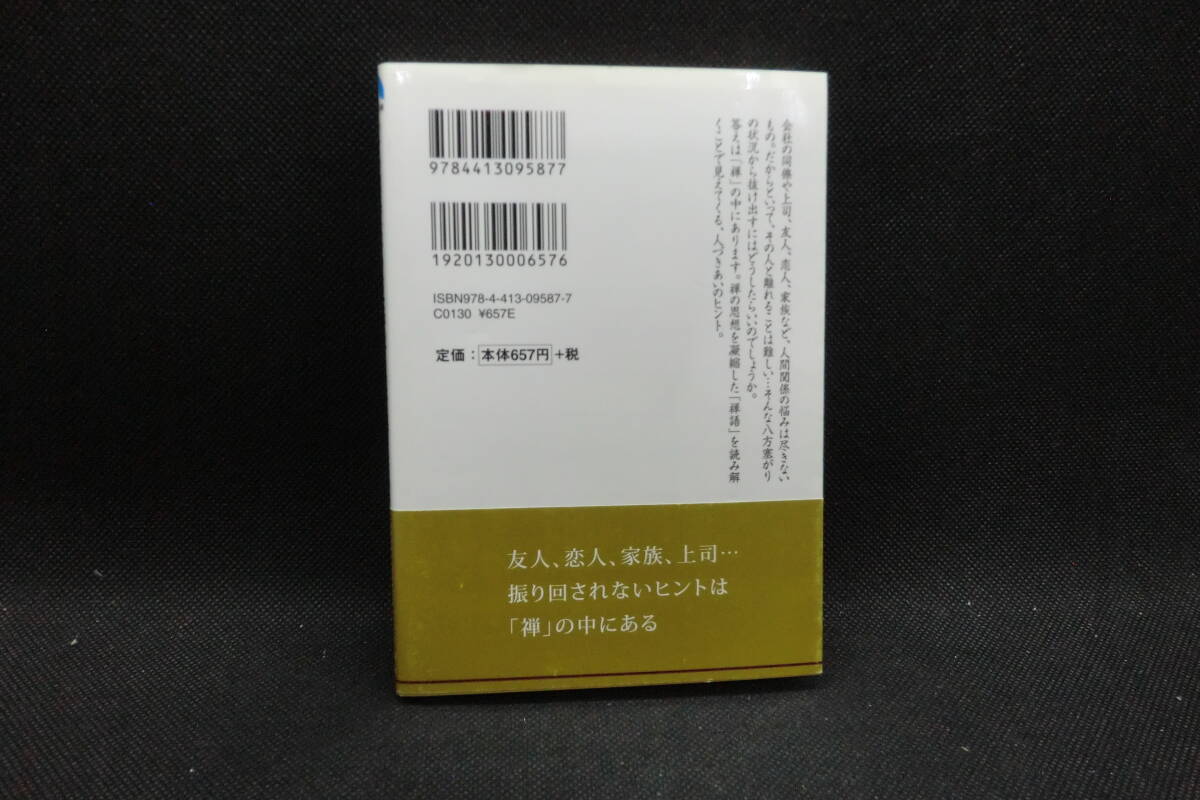 9784413095877
1920130006576
ISBN978-4-413-09587-7
C0130 ¥657E
定価：本体657円+税
会社の同僚や上司、友人、恋人、家族など、人間関係の悩みは尽きない
もの。だからといって、その人と離れることは難しい…そんな八方塞がり
の状況から抜け出すにはどうしたらいいのでしょうか。
答えは「禅」の中にあります。禅の思想を凝縮した「禅語」を読み解
くことで見えてくる、人づきあいのヒント。
友人、恋人、家族、上司…
振り回されないヒントは
「禅」の中にある